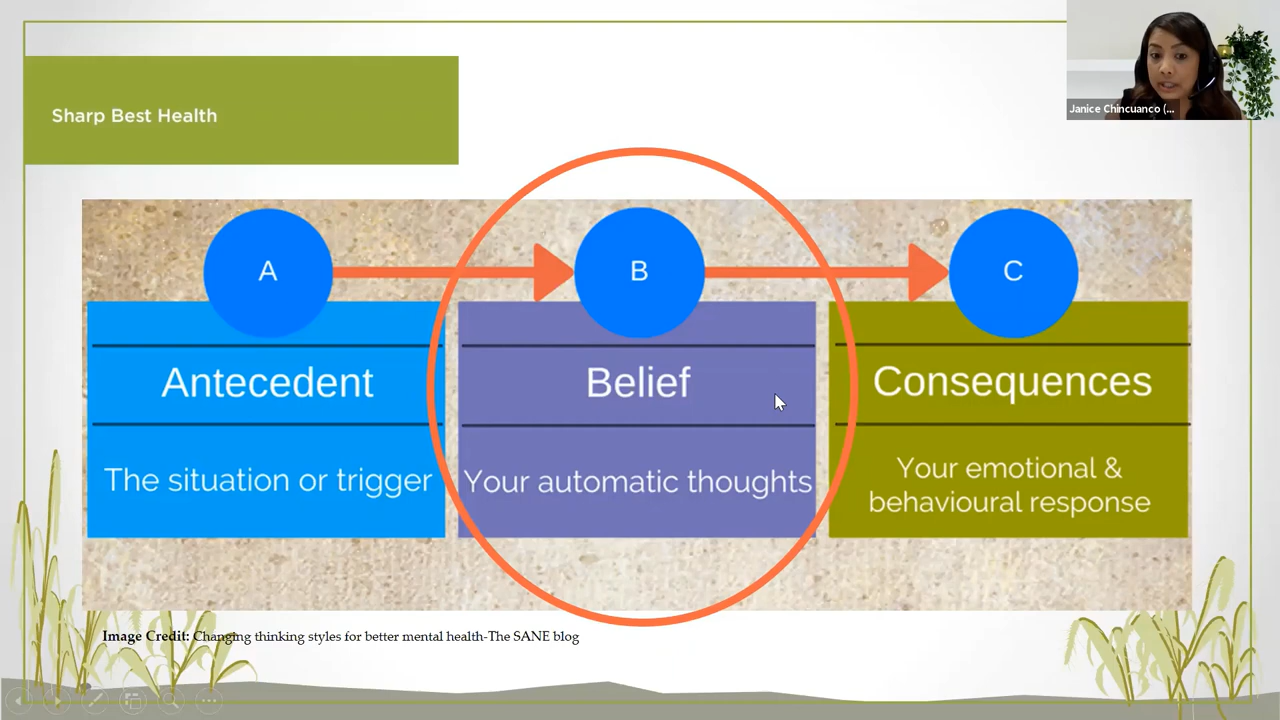 Sharp Best Health
Janice Chincuanco (...
A
B
C
Antecedent
Belief
Consequences
The situation or trigger
Your automatic thoughts
Your emotional &
behavioural response
Image Credit: Changing thinking styles for better mental health-The SANE blog